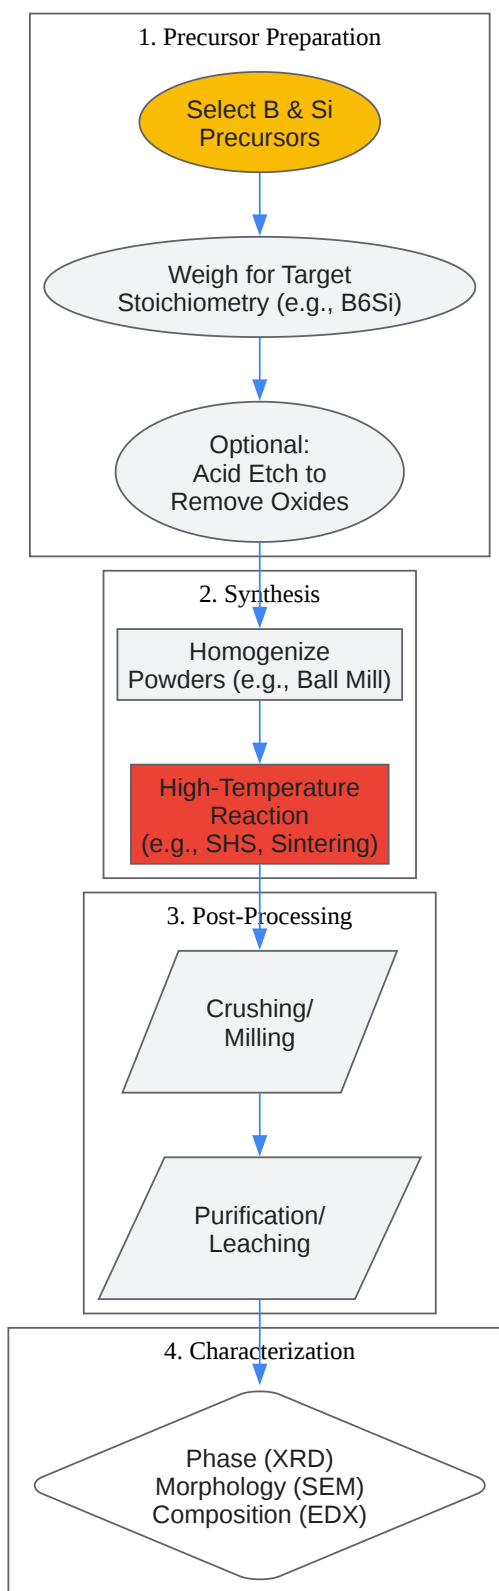 1. Precursor Preparation
Select B & Si
Precursors
Weigh for Target
Stoichiometry (e.g., B6Si)
Optional:
Acid Etch to
Remove Oxides
2. Synthesis
Homogenize
Powders (e.g., Ball Mill)
High-Temperature
Reaction
(e.g., SHS, Sintering)
3. Post-Processing
Crushing/
Milling
Purification/
Leaching
4. Characterization
Phase (XRD)
Morphology (SEM)
Composition (EDX)